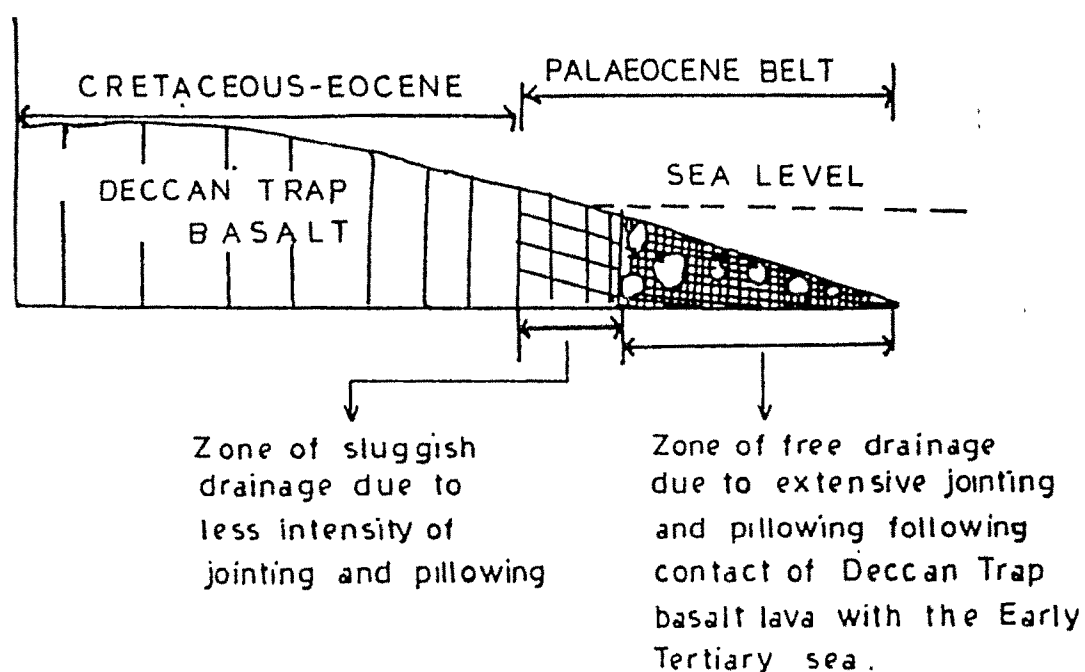 CRETACEOUS-EOCENE
PALAEOCENE BELT
SEA LEVEL
DECCAN TRAP
BASALT
Zone of sluggish
drainage due to
less intensity of
jointing and pillowing
Zone of free drainage
due to extensive jointing
and pillowing following
contact of Deccan Trap
basalt lava with the Early
Tertiary sea.